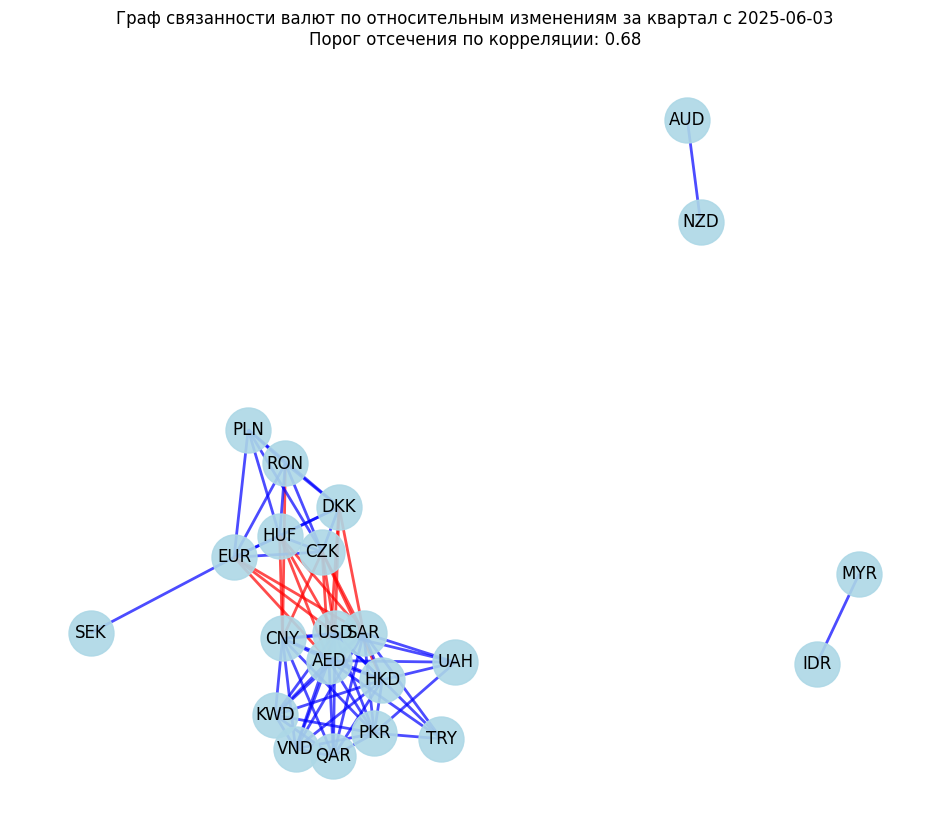 Граф связанности валют по относительным изменениям за квартал с 2025-06-03
Порог отсечения по корреляции: 0.68
AUD
NZD
PLN
RON
DKK
HUF
CZK
EUR
MYR
SEK
CNY
USD
SAR
AED
UAH
IDR
HKD
KWD
PKR
TRY
VND
QAR